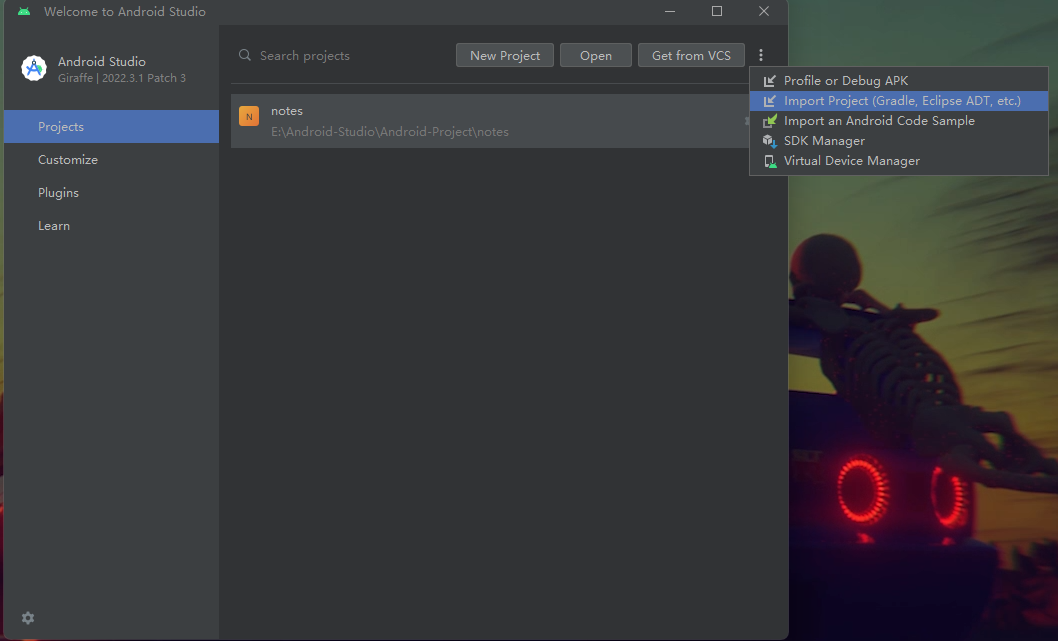 Welcome to Android Studio
Android Studio
Giraffe | 2022.3.1 Patch 3
Projects
Customize
Plugins
Learn
Search projects
New Project
Open
Get from VCS
N
notes
E:\Android-Studio\Android-Project\notes
Profile or Debug APK
Import Project (Gradle, Eclipse ADT, etc.)
Import an Android Code Sample
SDK Manager
Virtual Device Manager